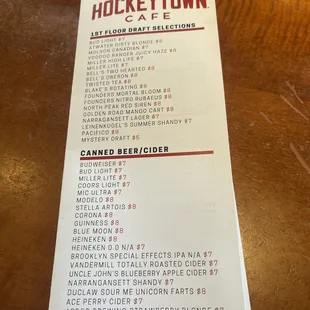 HOCKEYTOWN
CAFE
1ST FLOOR DRAFT SELECTIONS
BUD LIGHT $7
ATWATER DIRTY BLONDE $8
MOLSON CANADIAN $7
VOODOO RANGER JUICY HAZE $8
MILLER HIGH LIFE $7
MILLER LITE $7
BELL'S TWO HEARTED $8
BELL'S OBERON $8
TWISTED TEA $8
BLAKE'S ROTATING $8
FOUNDERS MORTAL BLOOM $8
FOUNDERS NITRO RUBAEUS $8
NORTH PEAK RED SIREN $8
GOLDEN ROAD MANGO CART $8
NARRANGANSETT LAGER $7
LEINENKUGEL'S SUMMER SHANDY $7
PACIFICO $8
MYSTERY DRAFT $5
CANNED BEER/CIDER
BUDWEISER $7
BUD LIGHT $7
MILLER LITE $7
COORS LIGHT $7
MIC ULTRA $7
MODELO $8
STELLA ARTOIS $8
CORONA $8
GUINNESS $8
BLUE MOON $8
HEINEKEN $8
HEINEKEN 0.0 N/A $7
BROOKLYN SPECIAL EFFECTS IPA N/A $7
VANDERMILL TOTALLY ROASTED CIDER $7
UNCLE JOHN'S BLUEBERRY APPLE CIDER $7
NARRANGANSETT SHANDY $7
DUCLAW SOUR ME UNICORN FARTS $8
ACE PERRY CIDER $7